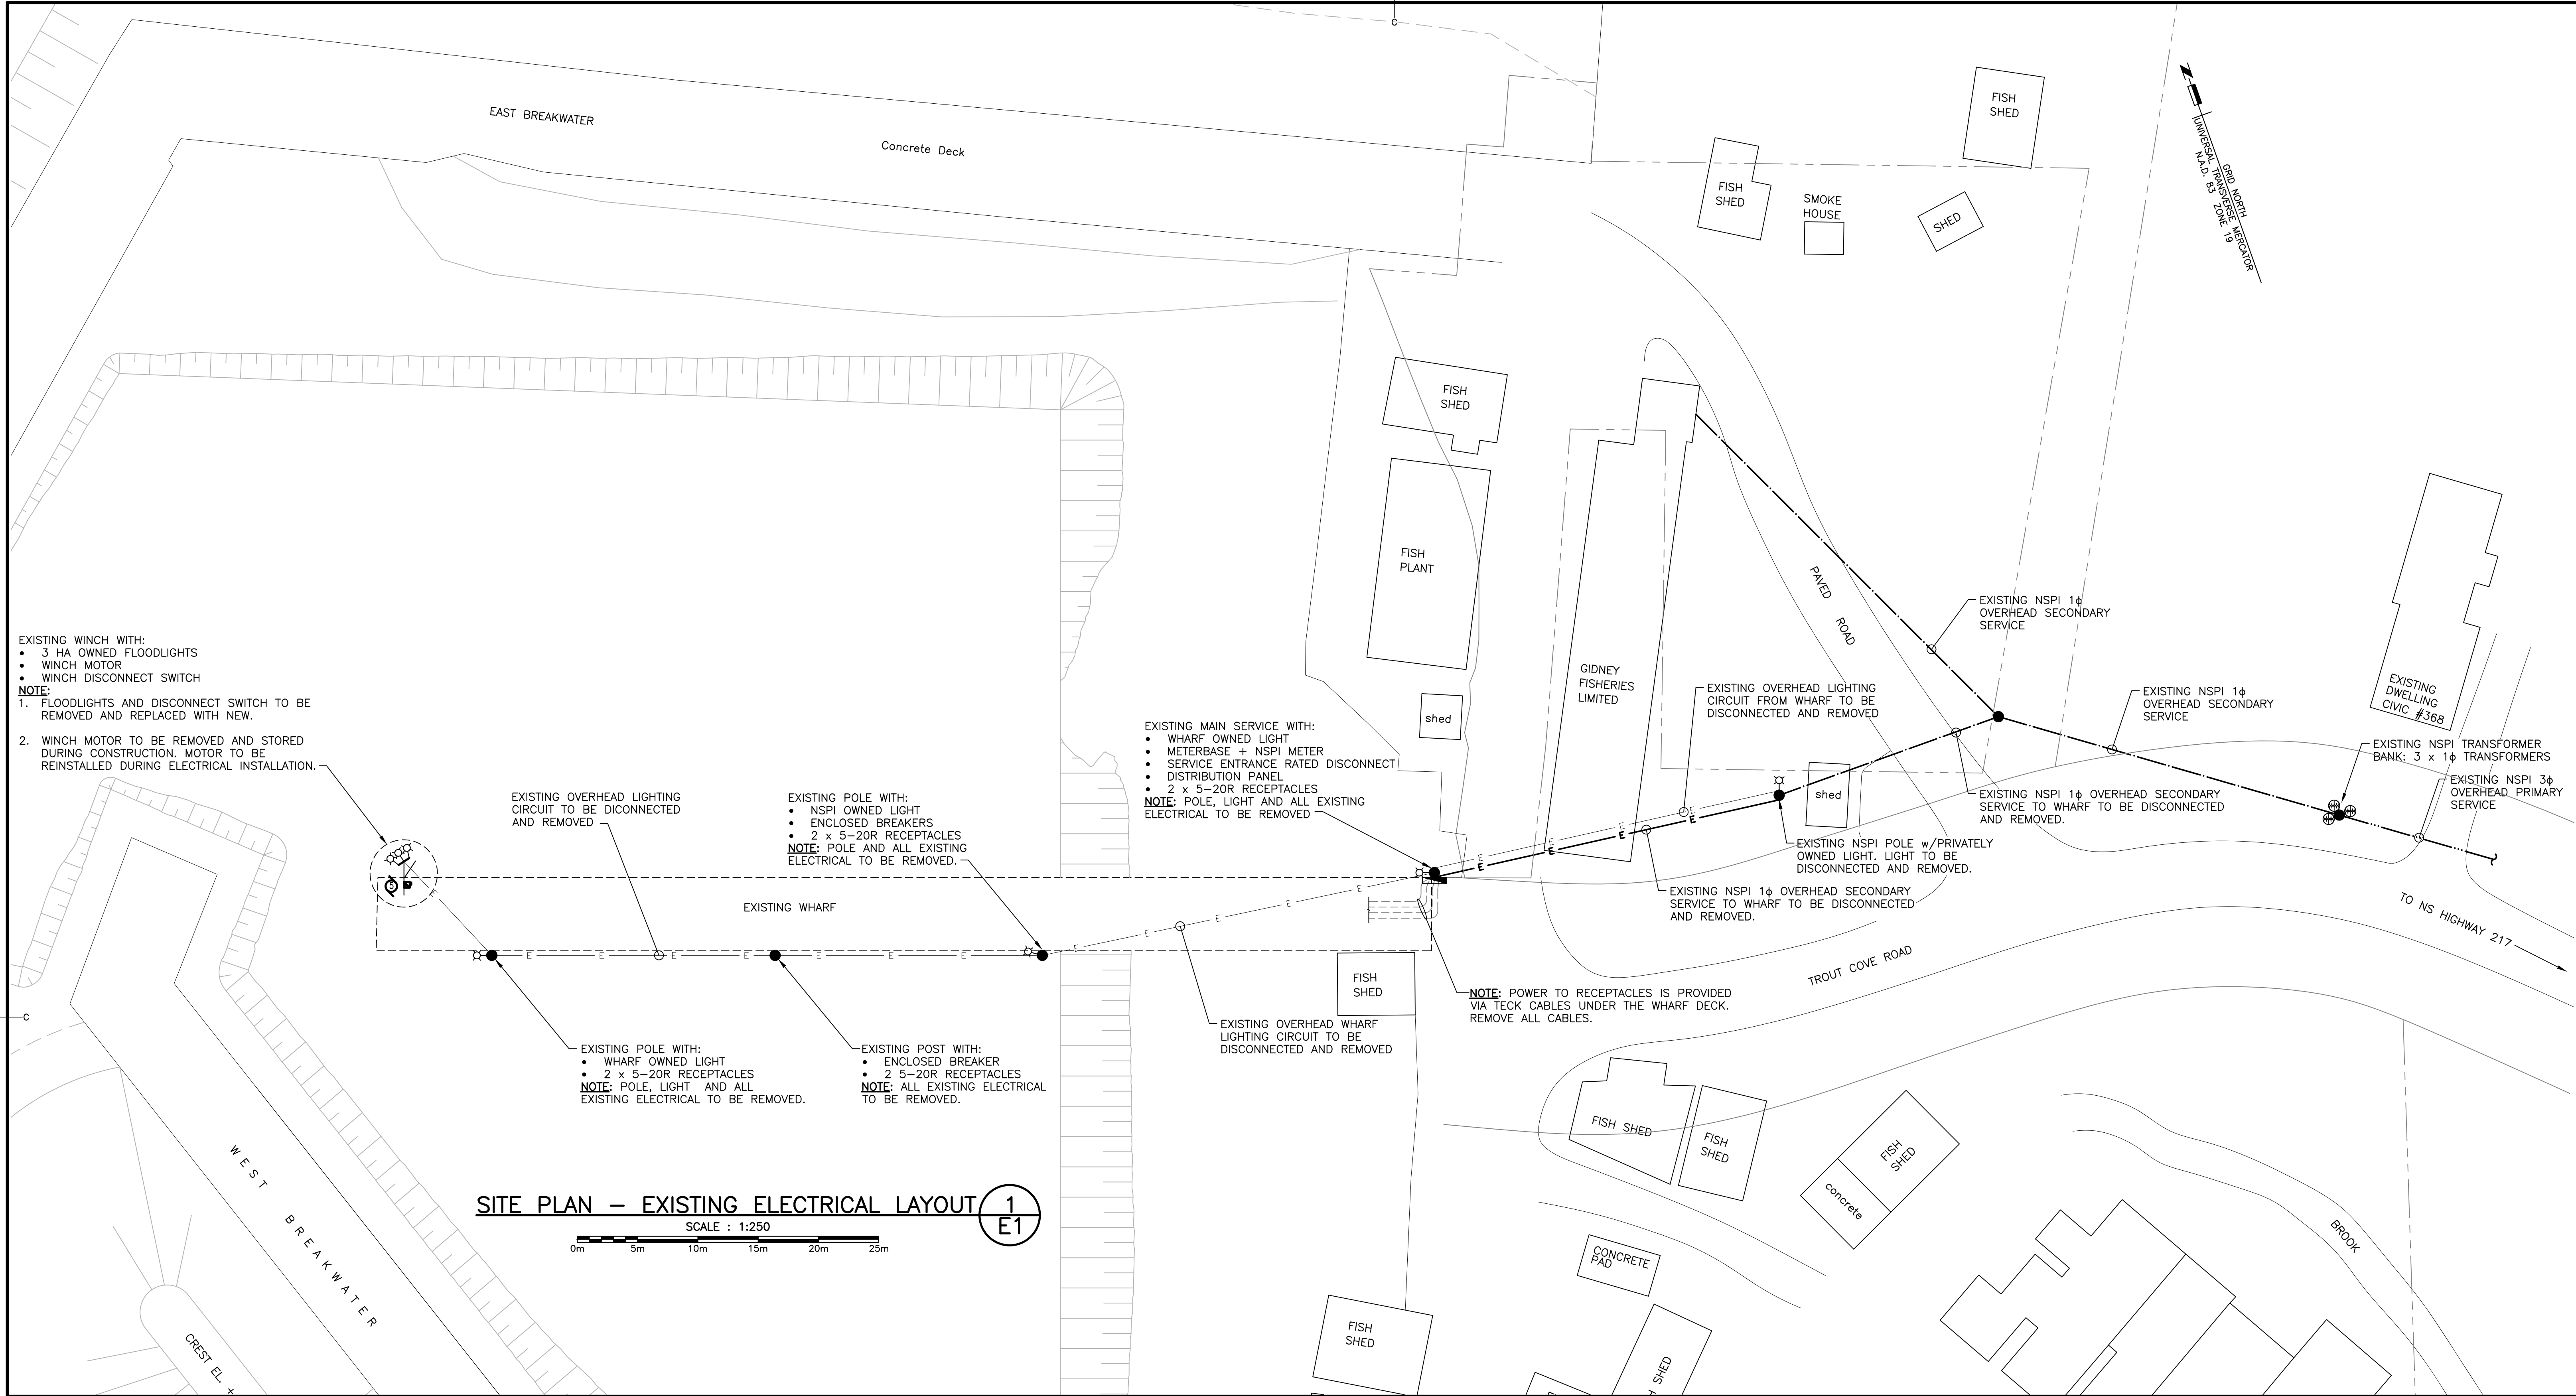 C
EAST BREAKWATER
Concrete Deck
FISH
SHED
FISH
SHED
SMOKE
HOUSE
SHED
GRID NORTH
UNIVERSAL TRANSVERSE MERCATOR
N.A.D. 83 ZONE 19
FISH
SHED
FISH
PLANT
shed
GIDNEY
FISHERIES
LIMITED
PAVED ROAD
EXISTING NSPI 1ϕ
OVERHEAD SECONDARY
SERVICE
EXISTING
DWELLING
CIVIC #368
EXISTING WINCH WITH:
• 3 HA OWNED FLOODLIGHTS
• WINCH MOTOR
• WINCH DISCONNECT SWITCH
NOTE:
1. FLOODLIGHTS AND DISCONNECT SWITCH TO BE
REMOVED AND REPLACED WITH NEW.
2. WINCH MOTOR TO BE REMOVED AND STORED
DURING CONSTRUCTION. MOTOR TO BE
REINSTALLED DURING ELECTRICAL INSTALLATION.
EXISTING OVERHEAD LIGHTING
CIRCUIT TO BE DICONNECTED
AND REMOVED
EXISTING POLE WITH:
• NSPI OWNED LIGHT
• ENCLOSED BREAKERS
• 2 x 5-20R RECEPTACLES
NOTE: POLE AND ALL EXISTING
ELECTRICAL TO BE REMOVED.
EXISTING MAIN SERVICE WITH:
• WHARF OWNED LIGHT
• METERBASE + NSPI METER
• SERVICE ENTRANCE RATED DISCONNECT
• DISTRIBUTION PANEL
• 2 x 5-20R RECEPTACLES
NOTE: POLE, LIGHT AND ALL EXISTING
ELECTRICAL TO BE REMOVED
EXISTING OVERHEAD LIGHTING
CIRCUIT FROM WHARF TO BE
DISCONNECTED AND REMOVED
EXISTING NSPI 1ϕ
OVERHEAD SECONDARY
SERVICE
EXISTING NSPI TRANSFORMER
BANK: 3 x 1ϕ TRANSFORMERS
EXISTING NSPI 3ϕ
OVERHEAD PRIMARY
SERVICE
shed
EXISTING NSPI 1ϕ OVERHEAD SECONDARY
SERVICE TO WHARF TO BE DISCONNECTED
AND REMOVED.
EXISTING NSPI POLE w/PRIVATELY
OWNED LIGHT. LIGHT TO BE
DISCONNECTED AND REMOVED.
EXISTING NSPI 1ϕ OVERHEAD SECONDARY
SERVICE TO WHARF TO BE DISCONNECTED
AND REMOVED.
EXISTING WHARF
E E E E E E E
E E E E E
E E E E
E E E E
TO NS HIGHWAY 217
TROUT COVE ROAD
FISH
SHED
NOTE: POWER TO RECEPTACLES IS PROVIDED
VIA TECK CABLES UNDER THE WHARF DECK.
REMOVE ALL CABLES.
C
EXISTING OVERHEAD WHARF
LIGHTING CIRCUIT TO BE
DISCONNECTED AND REMOVED
EXISTING POLE WITH:
• WHARF OWNED LIGHT
• 2 x 5-20R RECEPTACLES
NOTE: POLE, LIGHT AND ALL
EXISTING ELECTRICAL TO BE REMOVED.
EXISTING POST WITH:
• ENCLOSED BREAKER
• 2 5-20R RECEPTACLES
NOTE: ALL EXISTING ELECTRICAL
TO BE REMOVED.
FISH SHED
FISH
SHED
FISH
SHED
concrete
WEST BREAKWATER
SITE PLAN - EXISTING ELECTRICAL LAYOUT
1
E1
SCALE : 1:250
0m 5m 10m 15m 20m 25m
CONCRETE
PAD
BROOK
CREST EL. +
FISH
SHED
SHED